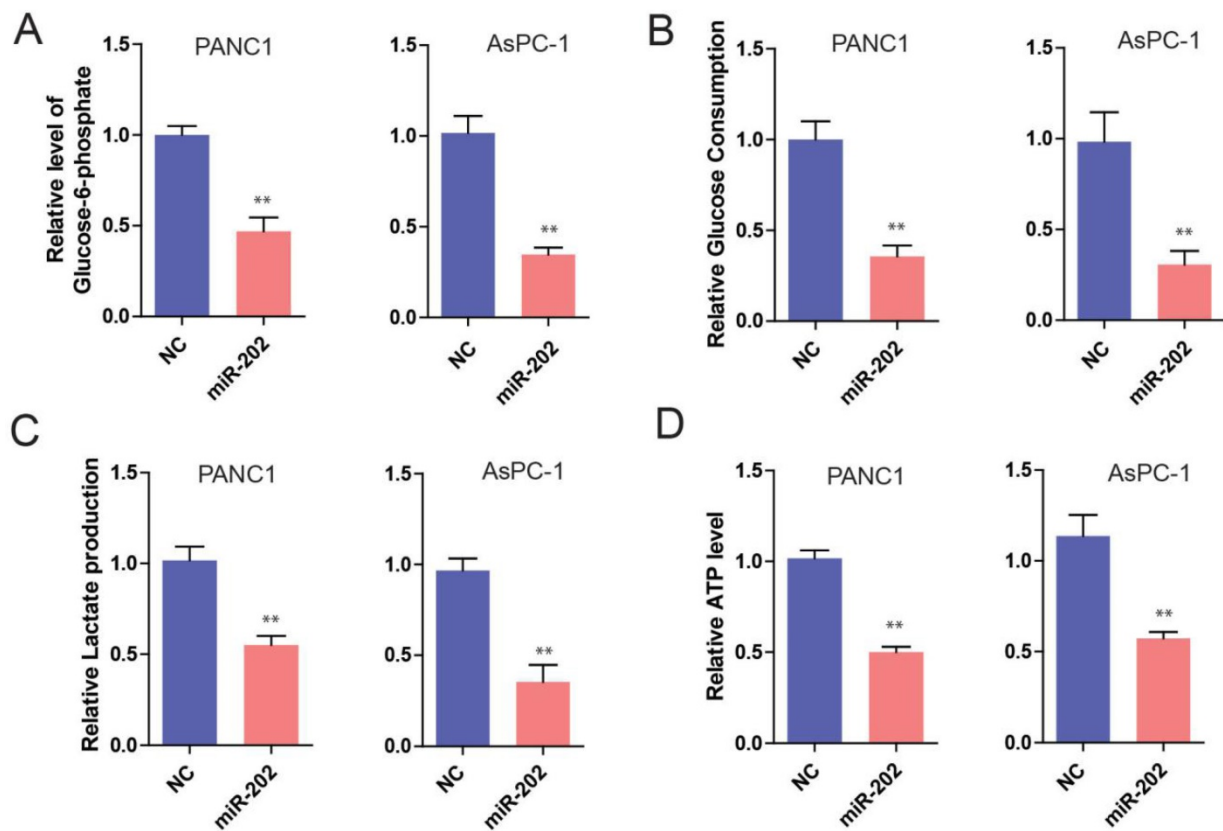 A
PANC1
AsPC-1
Relative level of
Glucose-6-phosphate
1.5
1.0
0.5
0.0
**
NC
miR-202
1.5
1.0
0.5
0.0
**
NC
miR-202
B
PANC1
AsPC-1
Relative Glucose Consumption
1.5
1.0
0.5
0.0
**
NC
miR-202
1.5
1.0
0.5
0.0
**
NC
miR-202
C
PANC1
AsPC-1
Relative Lactate production
1.5
1.0
0.5
0.0
**
NC
miR-202
1.5
1.0
0.5
0.0
**
NC
miR-202
D
PANC1
AsPC-1
Relative ATP level
1.5
1.0
0.5
0.0
**
NC
miR-202
1.5
1.0
0.5
0.0
**
NC
miR-202